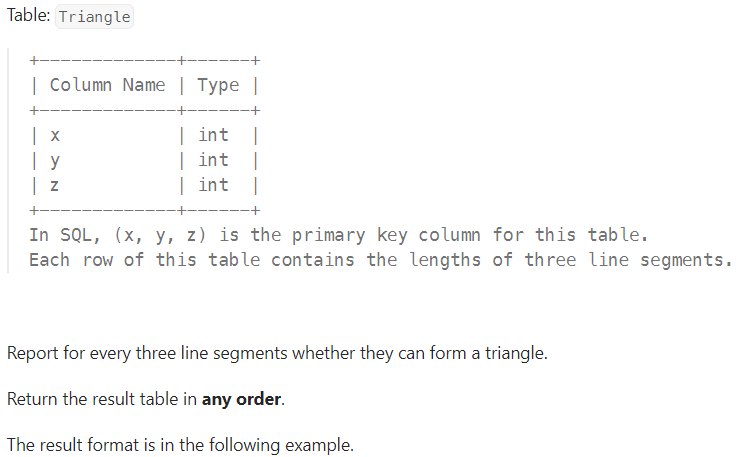 Table: Triangle
+-------------+------+
| Column Name | Type |
+-------------+------+
| x           | int  |
| y           | int  |
| z           | int  |
+-------------+------+
In SQL, (x, y, z) is the primary key column for this table.
Each row of this table contains the lengths of three line segments.
Report for every three line segments whether they can form a triangle.
Return the result table in any order.
The result format is in the following example.